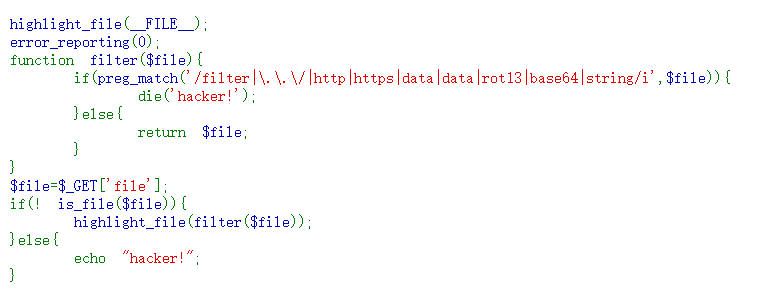 highlight_file(__FILE__);
error_reporting(0);
function filter($file){
if(preg_match('/filter|\.\.\/|http|https|data|data|rot13|base64|string/i',$file)){
die('hacker!');
}else{
return $file;
}
}
$file=$_GET['file'];
if(! is_file($file)){
highlight_file(filter($file));
}else{
echo "hacker!";
}